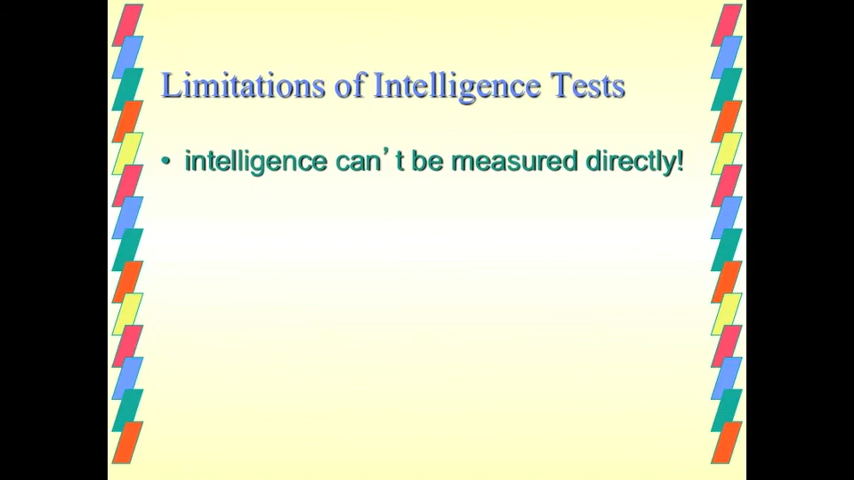 Limitations of Intelligence Tests
• intelligence can’t be measured directly!